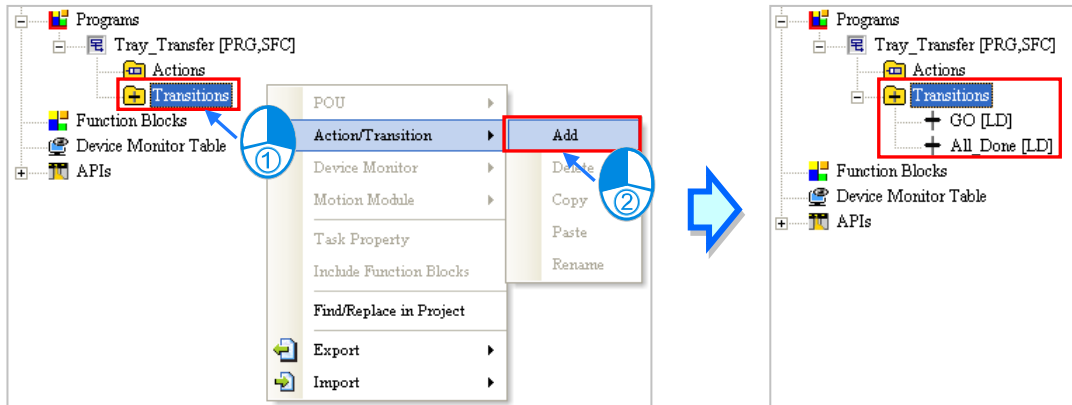 Programs
Tray_Transfer [PRG,SFC]
Actions
Transitions
Function Blocks
Device Monitor Table
APIs
①
POU
Action/Transition
Device Monitor
Motion Module
Task Property
Include Function Blocks
Find/Replace in Project
Export
Import
Add
Delete
Copy
Paste
Rename
②
Programs
Tray_Transfer [PRG,SFC]
Actions
Transitions
GO [LD]
All_Done [LD]
Function Blocks
Device Monitor Table
APIs